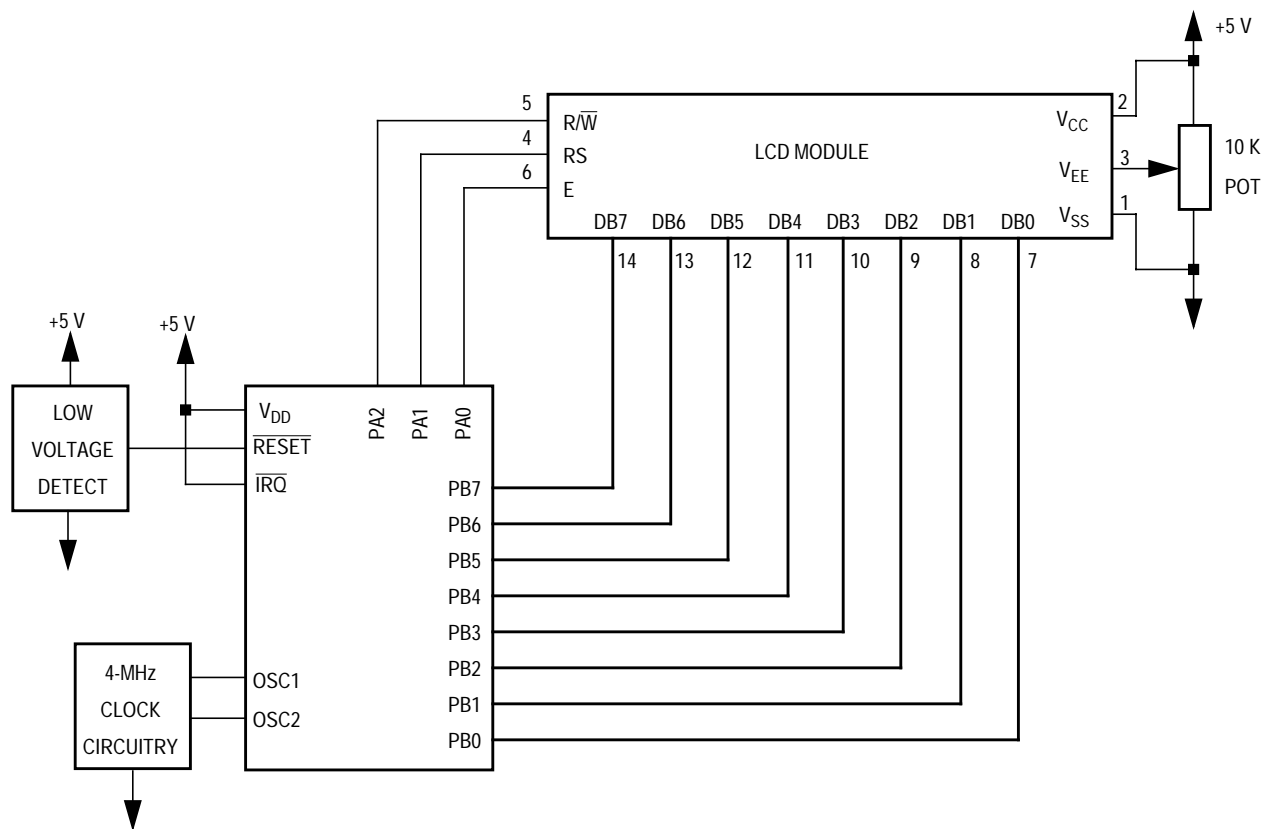 +5 V
5
R/W̅
4
RS
6
E
LCD MODULE
VCC
2
VEE
3
VSS
1
10 K
POT
DB7
DB6
DB5
DB4
DB3
DB2
DB1
DB0
14
13
12
11
10
9
8
7
+5 V
+5 V
LOW
VOLTAGE
DETECT
VDD
R̅E̅S̅E̅T̅
I̅R̅Q̅
PA2
PA1
PA0
PB7
PB6
PB5
PB4
PB3
PB2
PB1
PB0
4-MHz
CLOCK
CIRCUITRY
OSC1
OSC2